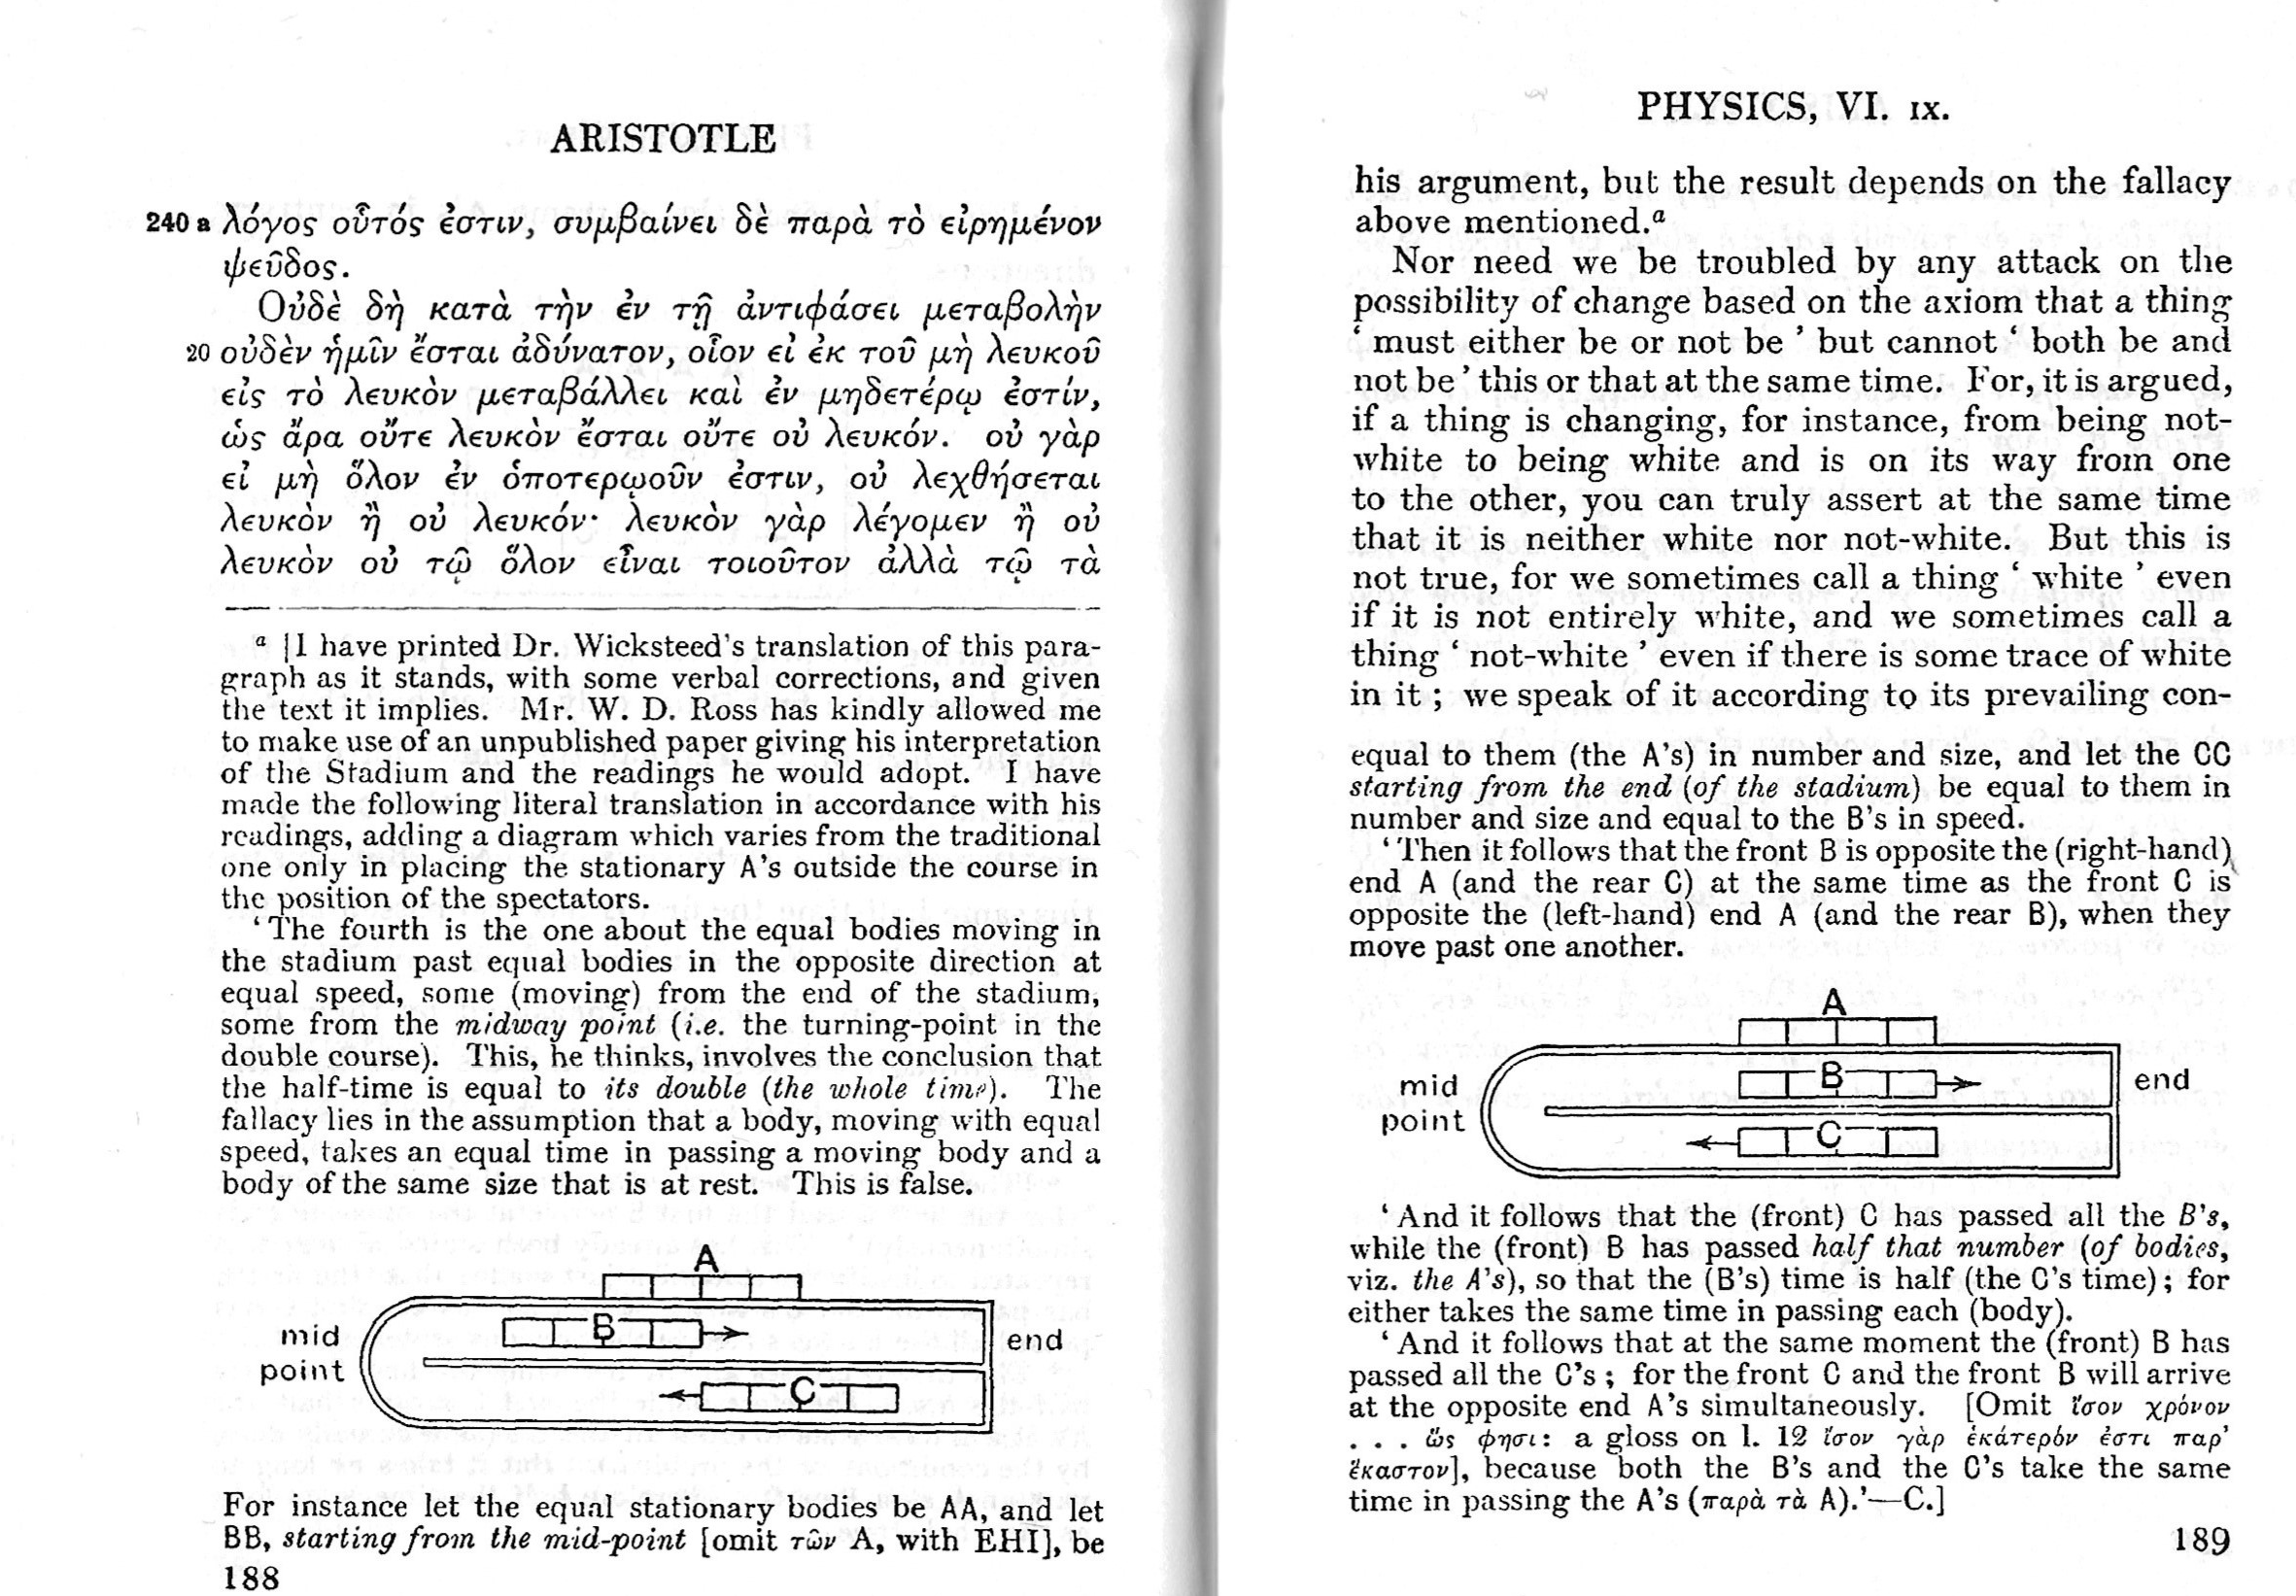 ARISTOTLE
240 a λόγος οὗτός ἐστιν, συμβαίνει δὲ παρὰ τὸ εἰρημένον
ψεῦδος.
Οὐδὲ δὴ κατὰ τὴν ἐν τῇ ἀντιφάσει μεταβολὴν
20 οὐδὲν ἡμῖν ἔσται ἀδύνατον, οἷον εἰ ἐκ τοῦ μὴ λευκοῦ
εἰς τὸ λευκὸν μεταβάλλει καὶ ἐν μηδετέρῳ ἐστίν,
ὡς ἄρα οὔτε λευκὸν ἔσται οὔτε οὐ λευκόν. οὐ γὰρ
εἰ μὴ ὅλον ἐν ὁποτερῳοῦν ἐστιν, οὐ λεχθήσεται
λευκὸν ἢ οὐ λευκόν· λευκὸν γὰρ λέγομεν ἢ οὐ
λευκὸν οὐ τῷ ὅλον εἶναι τοιοῦτον ἀλλὰ τῷ τὰ
a [I have printed Dr. Wicksteed's translation of this para-
graph as it stands, with some verbal corrections, and given
the text it implies. Mr. W. D. Ross has kindly allowed me
to make use of an unpublished paper giving his interpretation
of the Stadium and the readings he would adopt. I have
made the following literal translation in accordance with his
readings, adding a diagram which varies from the traditional
one only in placing the stationary A's outside the course in
the position of the spectators.
‘The fourth is the one about the equal bodies moving in
the stadium past equal bodies in the opposite direction at
equal speed, some (moving) from the end of the stadium,
some from the midway point (i.e. the turning-point in the
double course). This, he thinks, involves the conclusion that
the half-time is equal to its double (the whole time). The
fallacy lies in the assumption that a body, moving with equal
speed, takes an equal time in passing a moving body and a
body of the same size that is at rest. This is false.
A
B
C
mid
point
end
For instance let the equal stationary bodies be AA, and let
BB, starting from the mid-point [omit τῶν A, with EHI], be
188
PHYSICS, VI. IX.
his argument, but the result depends on the fallacy
above mentioned.a
Nor need we be troubled by any attack on the
possibility of change based on the axiom that a thing
‘must either be or not be’ but cannot ‘both be and
not be’ this or that at the same time. For, it is argued,
if a thing is changing, for instance, from being not-
white to being white and is on its way from one
to the other, you can truly assert at the same time
that it is neither white nor not-white. But this is
not true, for we sometimes call a thing ‘white’ even
if it is not entirely white, and we sometimes call a
thing ‘not-white’ even if there is some trace of white
in it; we speak of it according to its prevailing con-
equal to them (the A's) in number and size, and let the CC
starting from the end (of the stadium) be equal to them in
number and size and equal to the B's in speed.
‘Then it follows that the front B is opposite the (right-hand)
end A (and the rear C) at the same time as the front C is
opposite the (left-hand) end A (and the rear B), when they
move past one another.
A
B
C
mid
point
end
‘And it follows that the (front) C has passed all the B's,
while the (front) B has passed half that number (of bodies,
viz. the A's), so that the (B's) time is half (the C's time); for
either takes the same time in passing each (body).
‘And it follows that at the same moment the (front) B has
passed all the C's; for the front C and the front B will arrive
at the opposite end A's simultaneously. [Omit ἴσον χρόνον
. . . ὥς φησι: a gloss on l. 12 ἴσον γὰρ ἑκάτερόν ἐστι παρ'
ἕκαστον], because both the B's and the C's take the same
time in passing the A's (παρὰ τὰ A).’—C.]
189